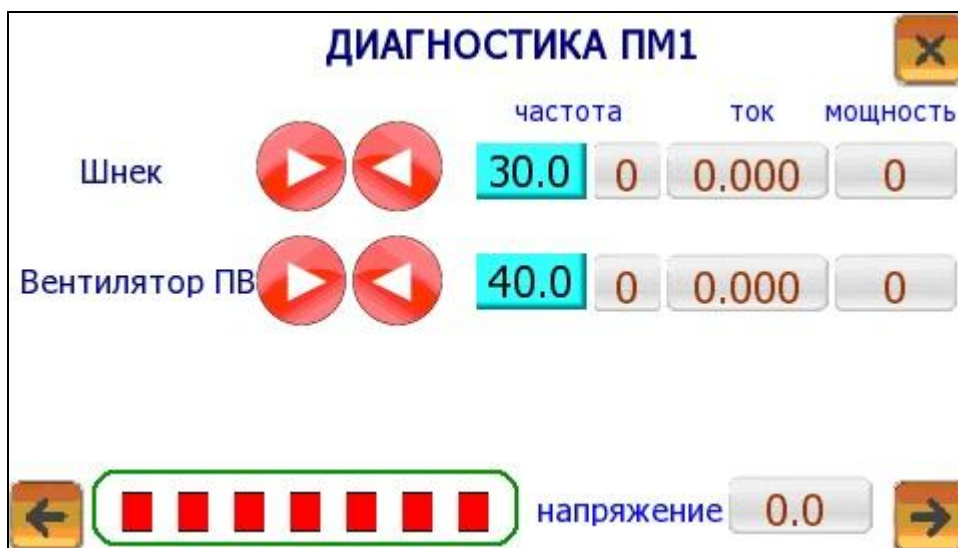 ДИАГНОСТИКА ПМ1
частота ток мощность
Шнек 30.0 0 0.000 0
Вентилятор ПВ 40.0 0 0.000 0
напряжение 0.0